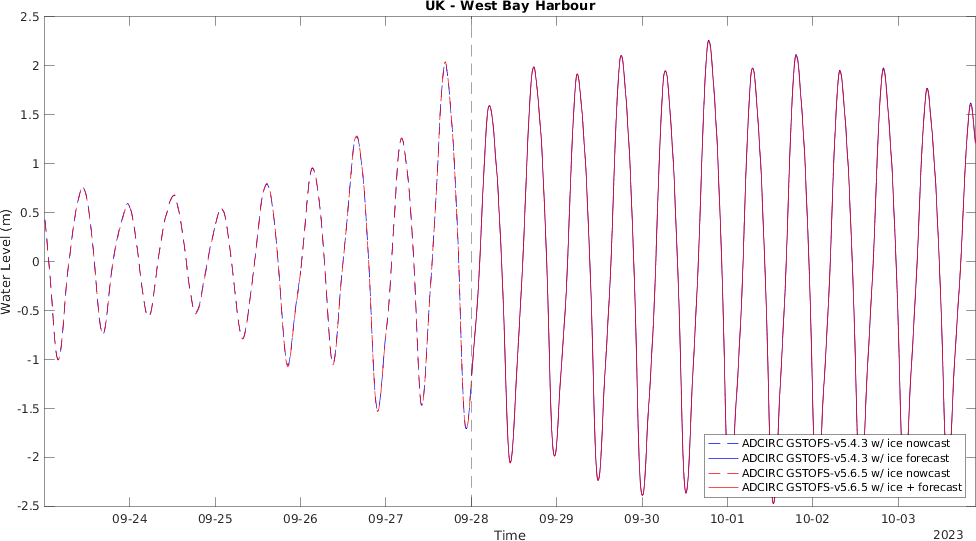 UK - West Bay Harbour
2.5
2
1.5
1
0.5
0
-0.5
-1
-1.5
-2
-2.5
Water Level (m)
ADCIRC GSTOFS-v5.4.3 w/ ice nowcast
ADCIRC GSTOFS-v5.4.3 w/ ice forecast
ADCIRC GSTOFS-v5.6.5 w/ ice nowcast
ADCIRC GSTOFS-v5.6.5 w/ ice + forecast
09-24 09-25 09-26 09-27 09-28 09-29 09-30 10-01 10-02 10-03
Time
2023